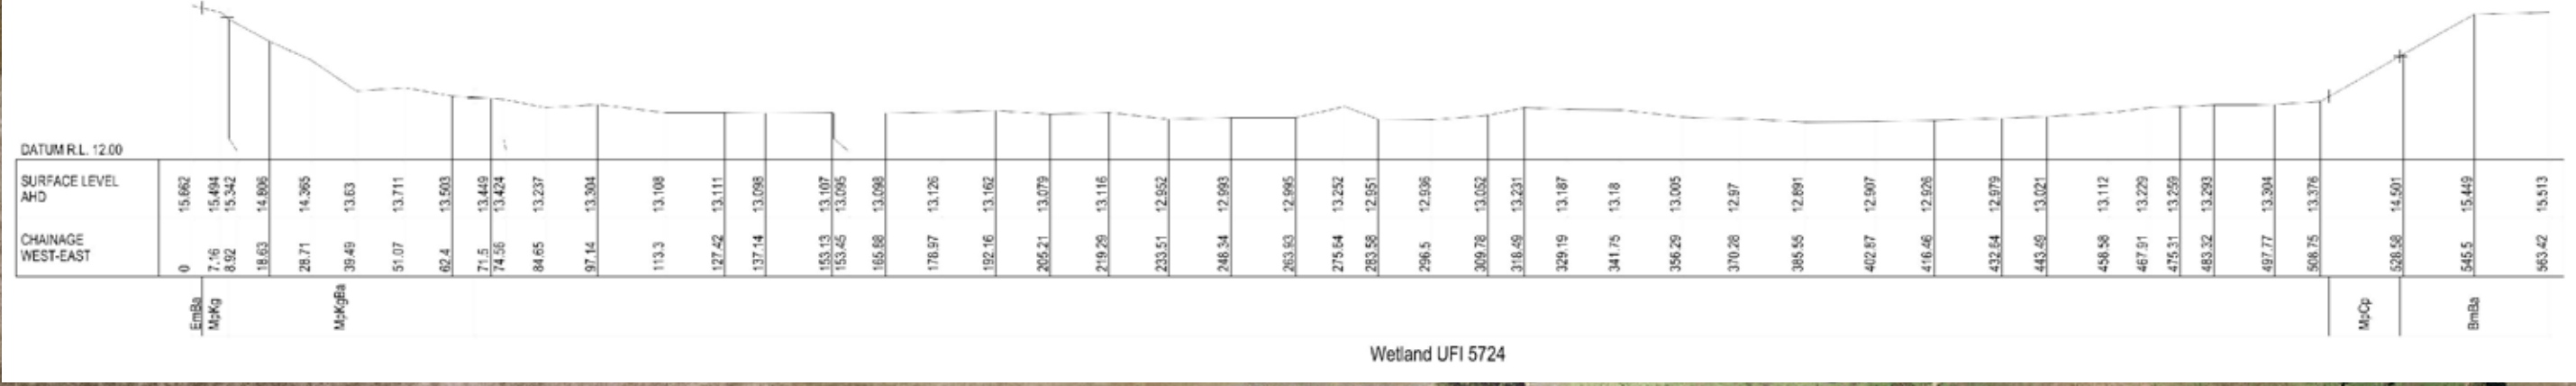 DATUM R.L. 12.00
SURFACE LEVEL AHD 15.662 15.494 15.342 14.806 14.365 13.63 13.711 13.503 13.449 13.424 13.237 13.304 13.108 13.111 13.098 13.107 13.095 13.098 13.126 13.162 13.079 13.116 12.952 12.993 12.995 13.252 12.951 12.936 13.052 13.231 13.187 13.18 13.005 12.97 12.891 12.907 12.926 12.979 13.021 13.112 13.229 13.259 13.293 13.304 13.376 14.501 15.449 15.513
CHAINAGE WEST-EAST 0 7.16 8.92 18.63 28.71 39.49 51.07 62.4 71.5 74.56 84.65 97.14 113.3 127.42 137.14 153.13 153.45 165.88 178.97 192.16 205.21 219.29 233.51 248.34 263.93 275.64 283.58 296.5 309.78 318.49 329.19 341.75 356.29 370.28 385.55 402.87 416.46 432.64 443.49 458.58 467.91 475.31 483.32 497.77 508.75 528.58 545.5 563.42
EmBa MpKg MpKgBa MpCp BmBa
Wetland UFI 5724